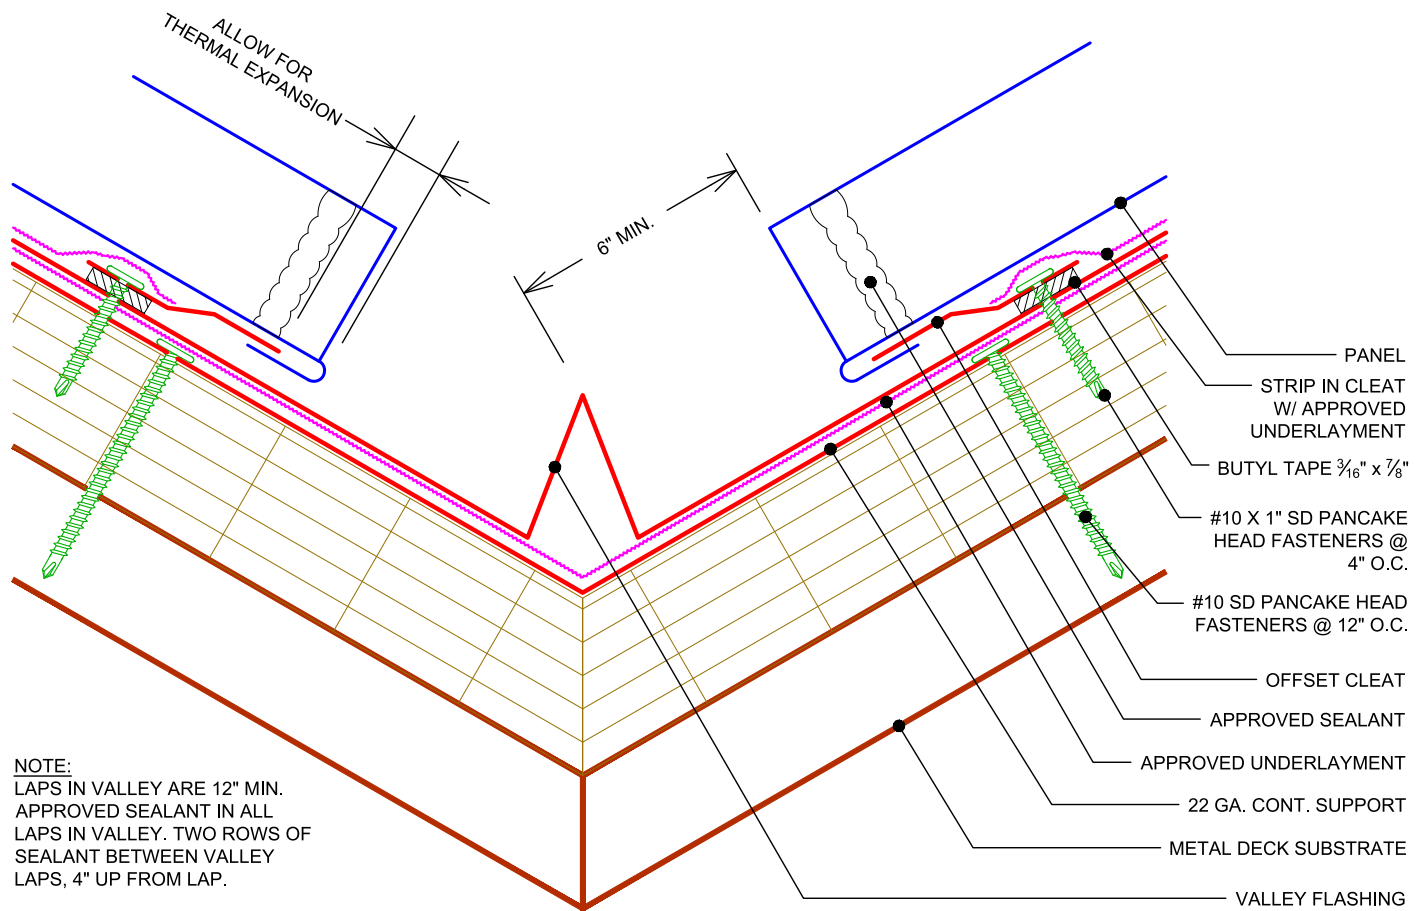 ALLOW FOR
THERMAL EXPANSION
6" MIN.
PANEL
STRIP IN CLEAT
W/ APPROVED
UNDERLAYMENT
BUTYL TAPE 3⁄16" x 7⁄8"
#10 X 1" SD PANCAKE
HEAD FASTENERS @
4" O.C.
#10 SD PANCAKE HEAD
FASTENERS @ 12" O.C.
OFFSET CLEAT
APPROVED SEALANT
APPROVED UNDERLAYMENT
22 GA. CONT. SUPPORT
METAL DECK SUBSTRATE
VALLEY FLASHING
NOTE:
LAPS IN VALLEY ARE 12" MIN.
APPROVED SEALANT IN ALL
LAPS IN VALLEY. TWO ROWS OF
SEALANT BETWEEN VALLEY
LAPS, 4" UP FROM LAP.